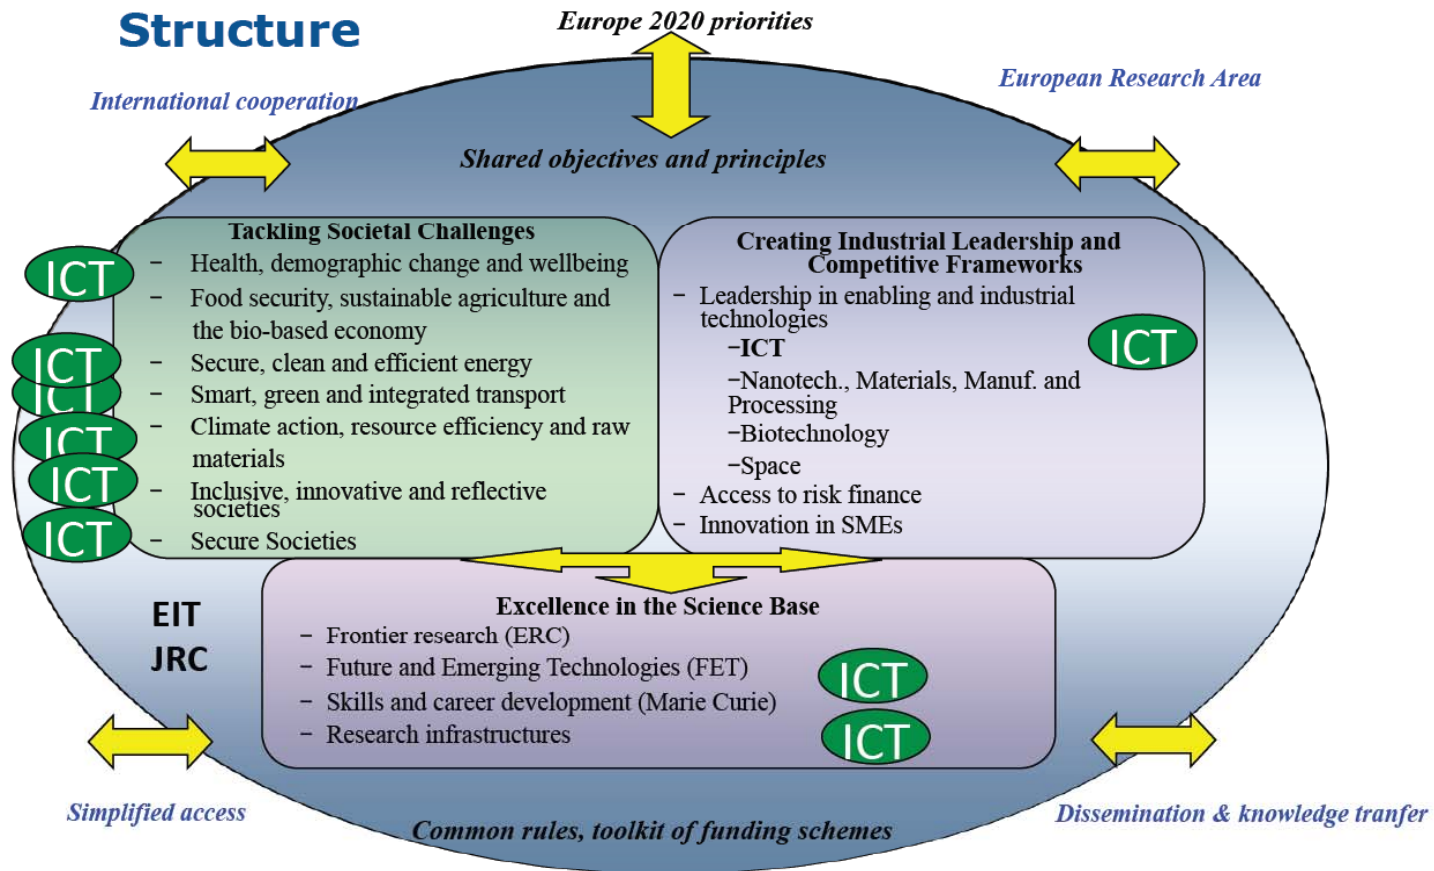 Structure
Europe 2020 priorities
International cooperation
European Research Area
Shared objectives and principles
Tackling Societal Challenges
- Health, demographic change and wellbeing
- Food security, sustainable agriculture and
the bio-based economy
- Secure, clean and efficient energy
- Smart, green and integrated transport
- Climate action, resource efficiency and raw
materials
- Inclusive, innovative and reflective
societies
- Secure Societies
ICT
ICT
ICT
ICT
ICT
ICT
Creating Industrial Leadership and
Competitive Frameworks
- Leadership in enabling and industrial
technologies
-ICT
-Nanotech., Materials, Manuf. and
Processing
-Biotechnology
-Space
- Access to risk finance
- Innovation in SMEs
ICT
EIT
JRC
Excellence in the Science Base
- Frontier research (ERC)
- Future and Emerging Technologies (FET)
- Skills and career development (Marie Curie)
- Research infrastructures
ICT
ICT
Simplified access
Common rules, toolkit of funding schemes
Dissemination & knowledge tranfer